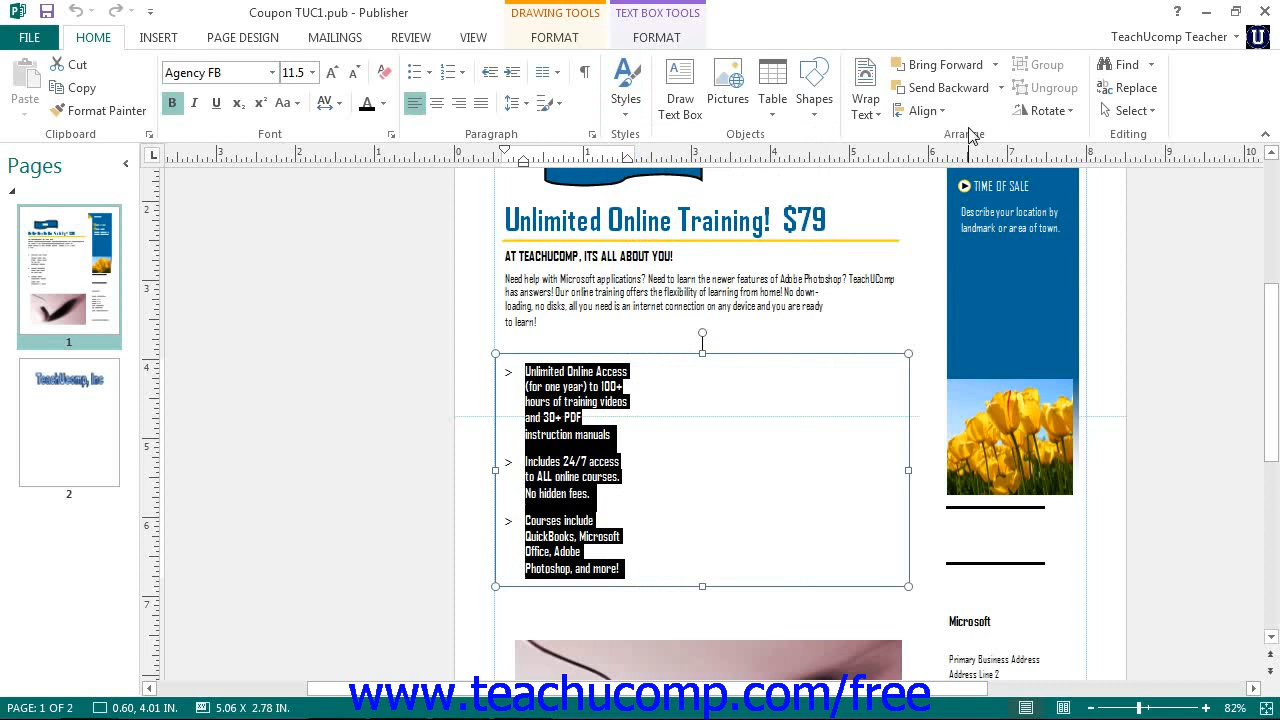 Coupon TUC1.pub - Publisher
DRAWING TOOLS
TEXT BOX TOOLS
FILE
HOME
INSERT
PAGE DESIGN
MAILINGS
REVIEW
VIEW
FORMAT
FORMAT
TeachUcomp Teacher
Paste
Cut
Copy
Format Painter
Clipboard
Agency FB
11.5
Font
Paragraph
Styles
Styles
Draw
Text Box
Pictures
Table
Shapes
Objects
Wrap
Text
Bring Forward
Send Backward
Align
Group
Ungroup
Rotate
Arrange
Find
Replace
Select
Editing
Pages
1
2
TeachUcomp, Inc
TIME OF SALE
Describe your location by
landmark or area of town.
Unlimited Online Training! $79
AT TEACHUCOMP, ITS ALL ABOUT YOU!
Need help with Microsoft applications? Need to learn the newer features of Adobe Photoshop? TeachUComp
has answers! Our online training offers the flexibility of learning from home! No down-
loading, no disks, all you need is an internet connection on any device and you are ready
to learn!
> Unlimited Online Access
(for one year) to 100+
hours of training videos
and 30+ PDF
instruction manuals
> Includes 24/7 access
to ALL online courses.
No hidden fees.
> Courses include
QuickBooks, Microsoft
Office, Adobe
Photoshop, and more!
Microsoft
Primary Business Address
Address Line 2
www.teachucomp.com/free
PAGE: 1 OF 2
0.60, 4.01 IN.
5.06 X 2.78 IN.
82%